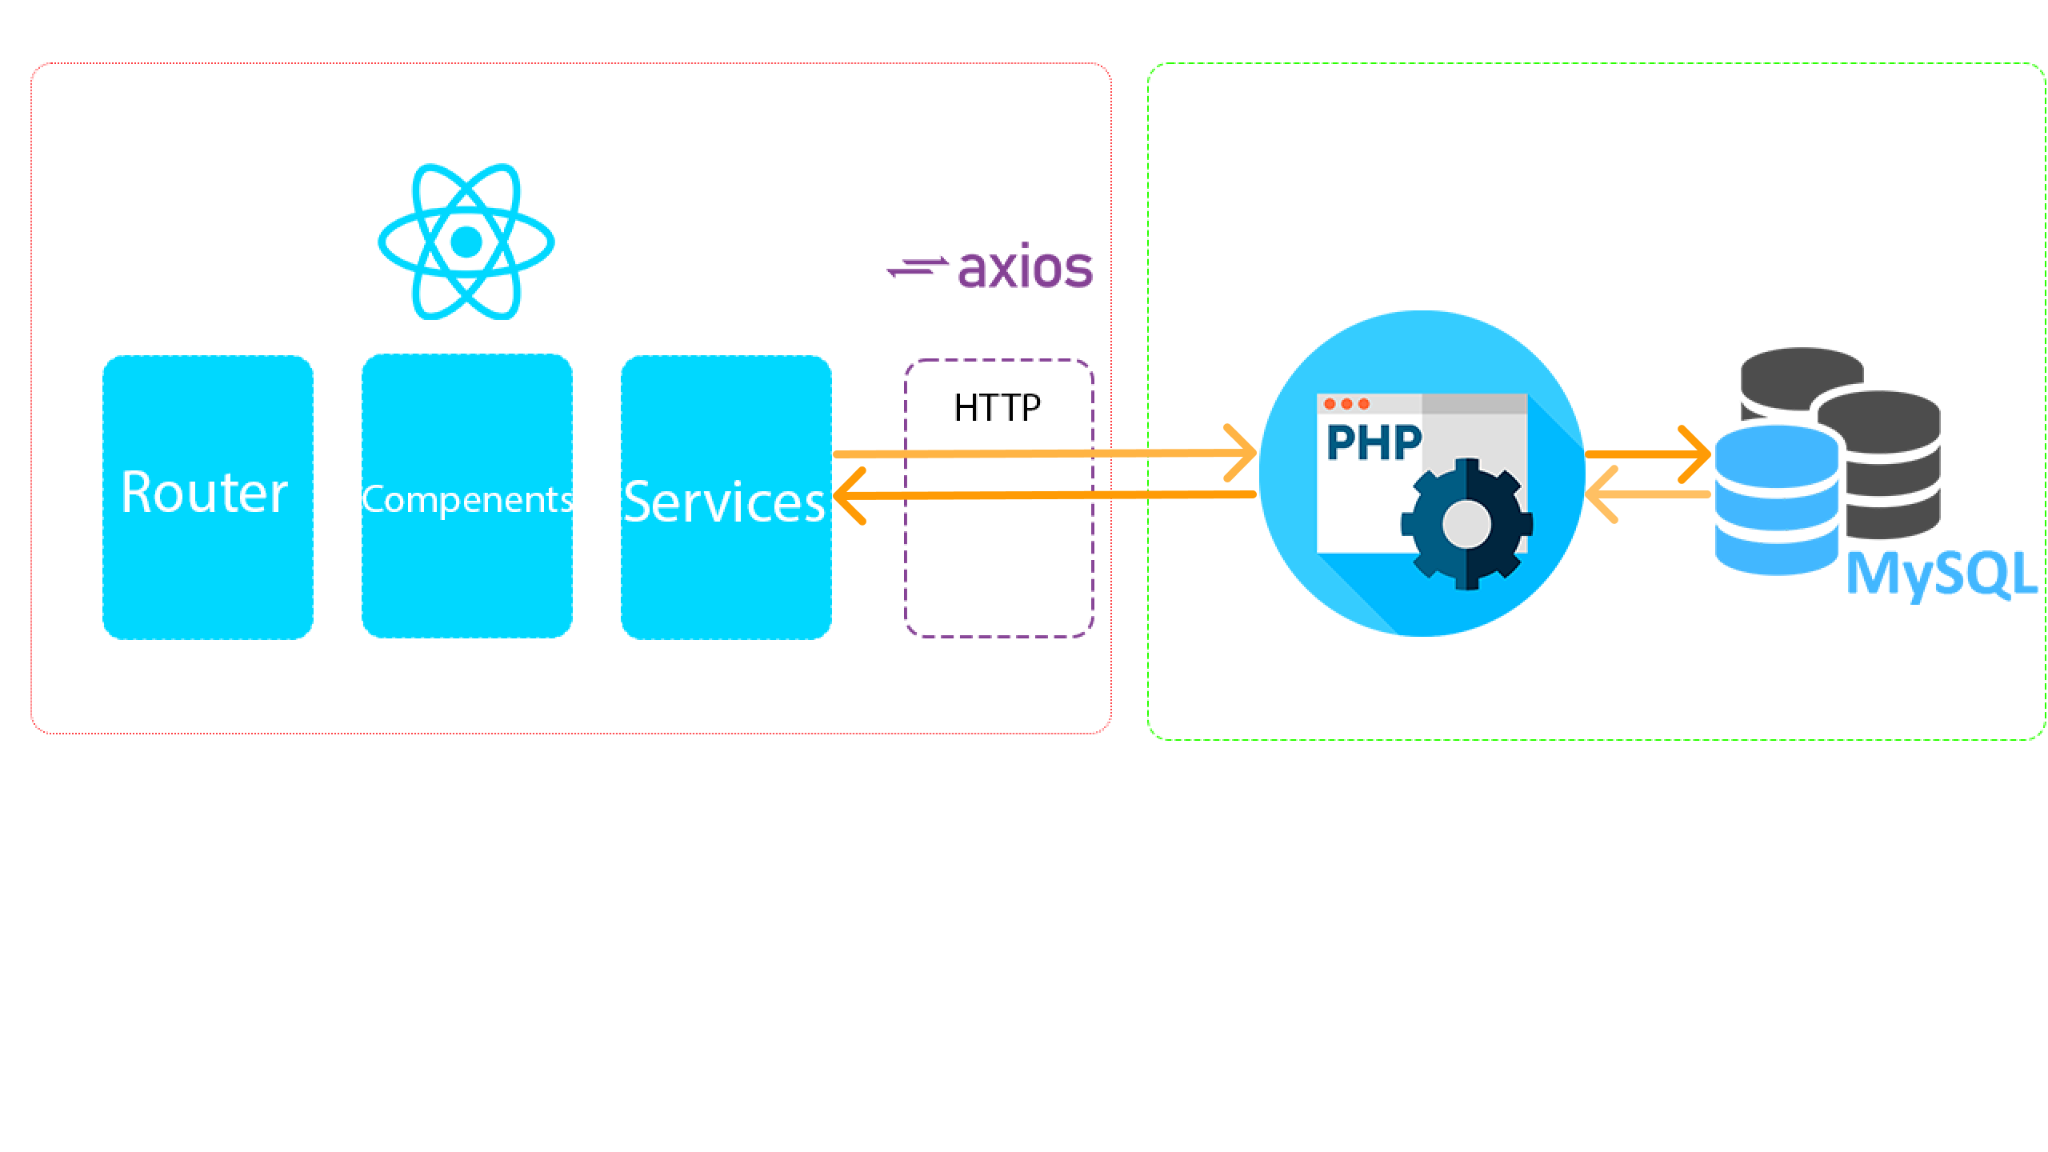 axios
HTTP
Router
Compenents
Services
PHP
MySQL